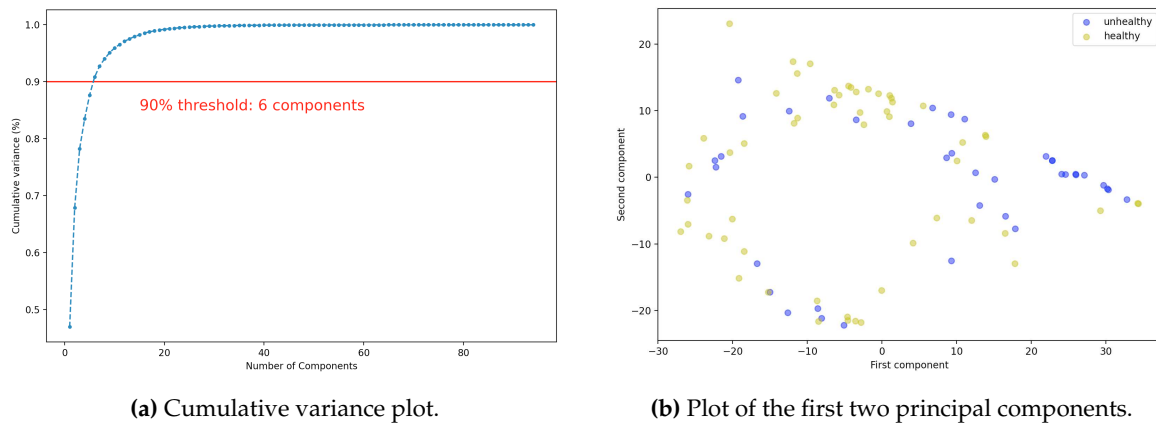 1.0
0.9
0.8
0.7
0.6
0.5
Cumulative variance (%)
90% threshold: 6 components
0 20 40 60 80
Number of Components
(a) Cumulative variance plot.
unhealthy
healthy
20
10
0
−10
−20
Second component
−30 −20 −10 0 10 20 30
First component
(b) Plot of the first two principal components.